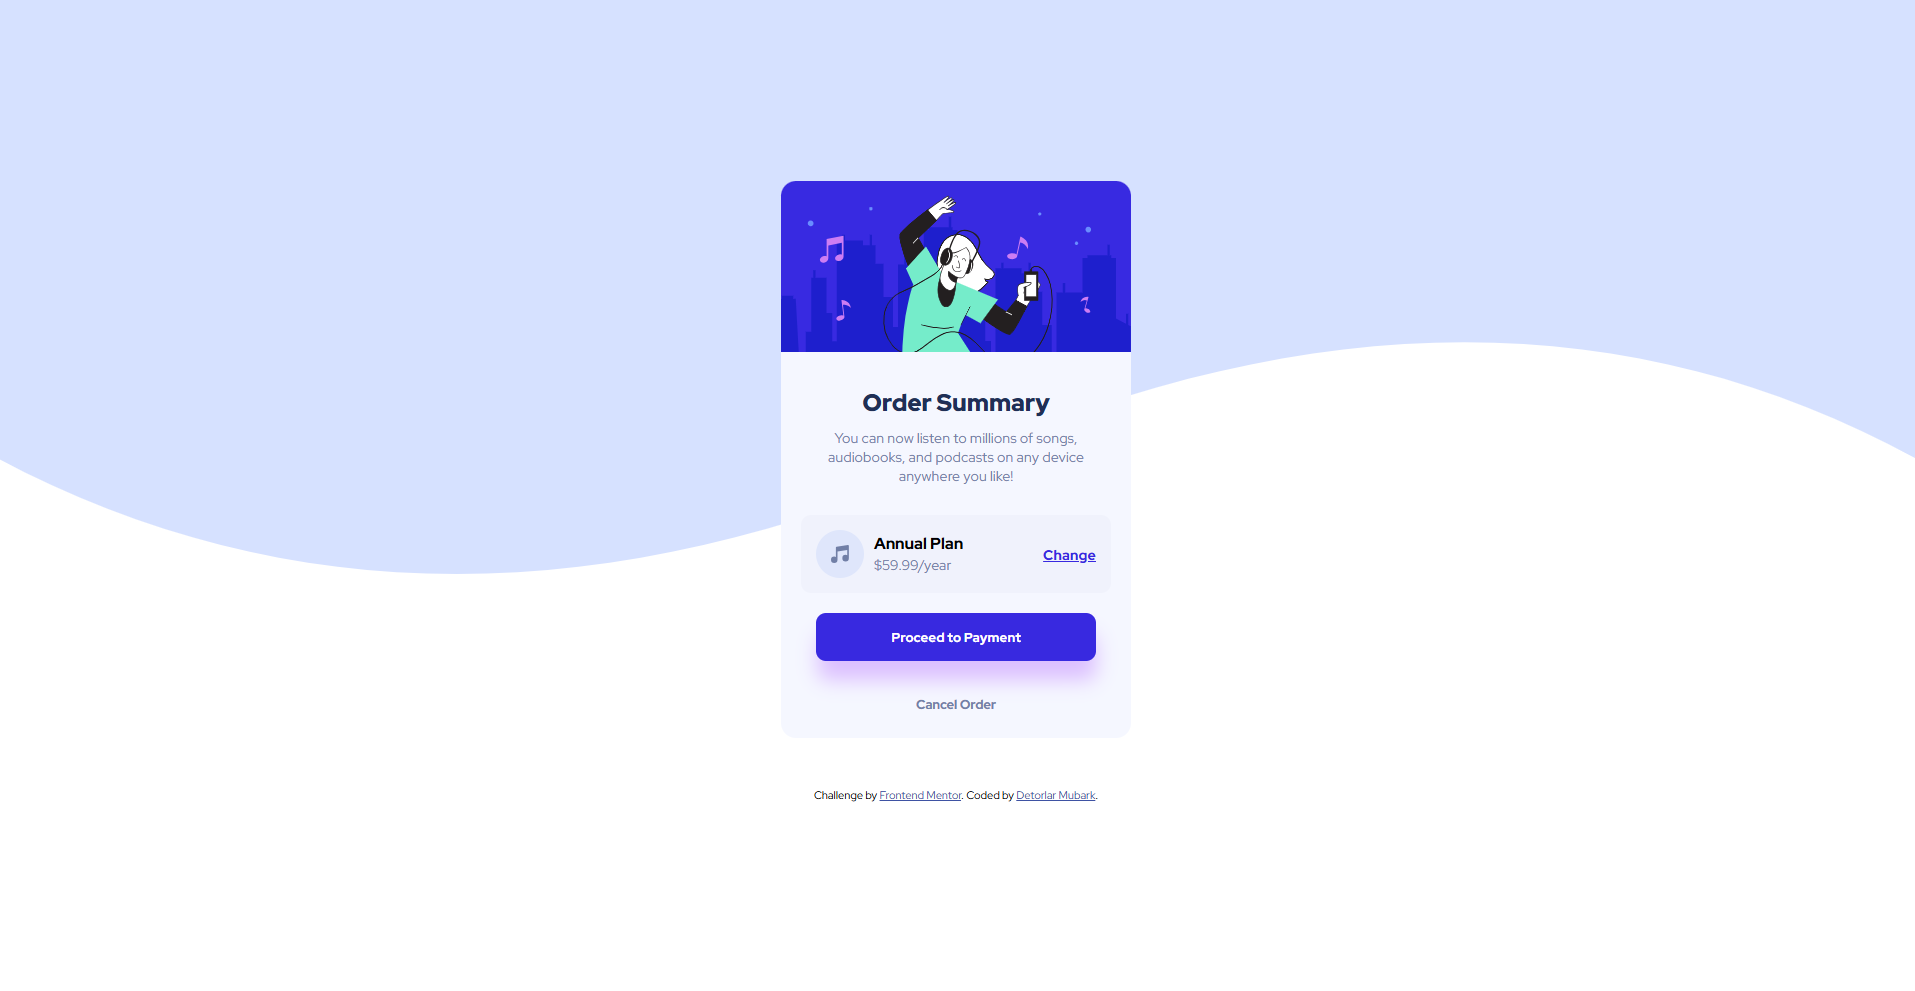 Order Summary
You can now listen to millions of songs,
audiobooks, and podcasts on any device
anywhere you like!
Annual Plan
$59.99/year
Change
Proceed to Payment
Cancel Order
Challenge by Frontend Mentor. Coded by Detorlar Mubark.